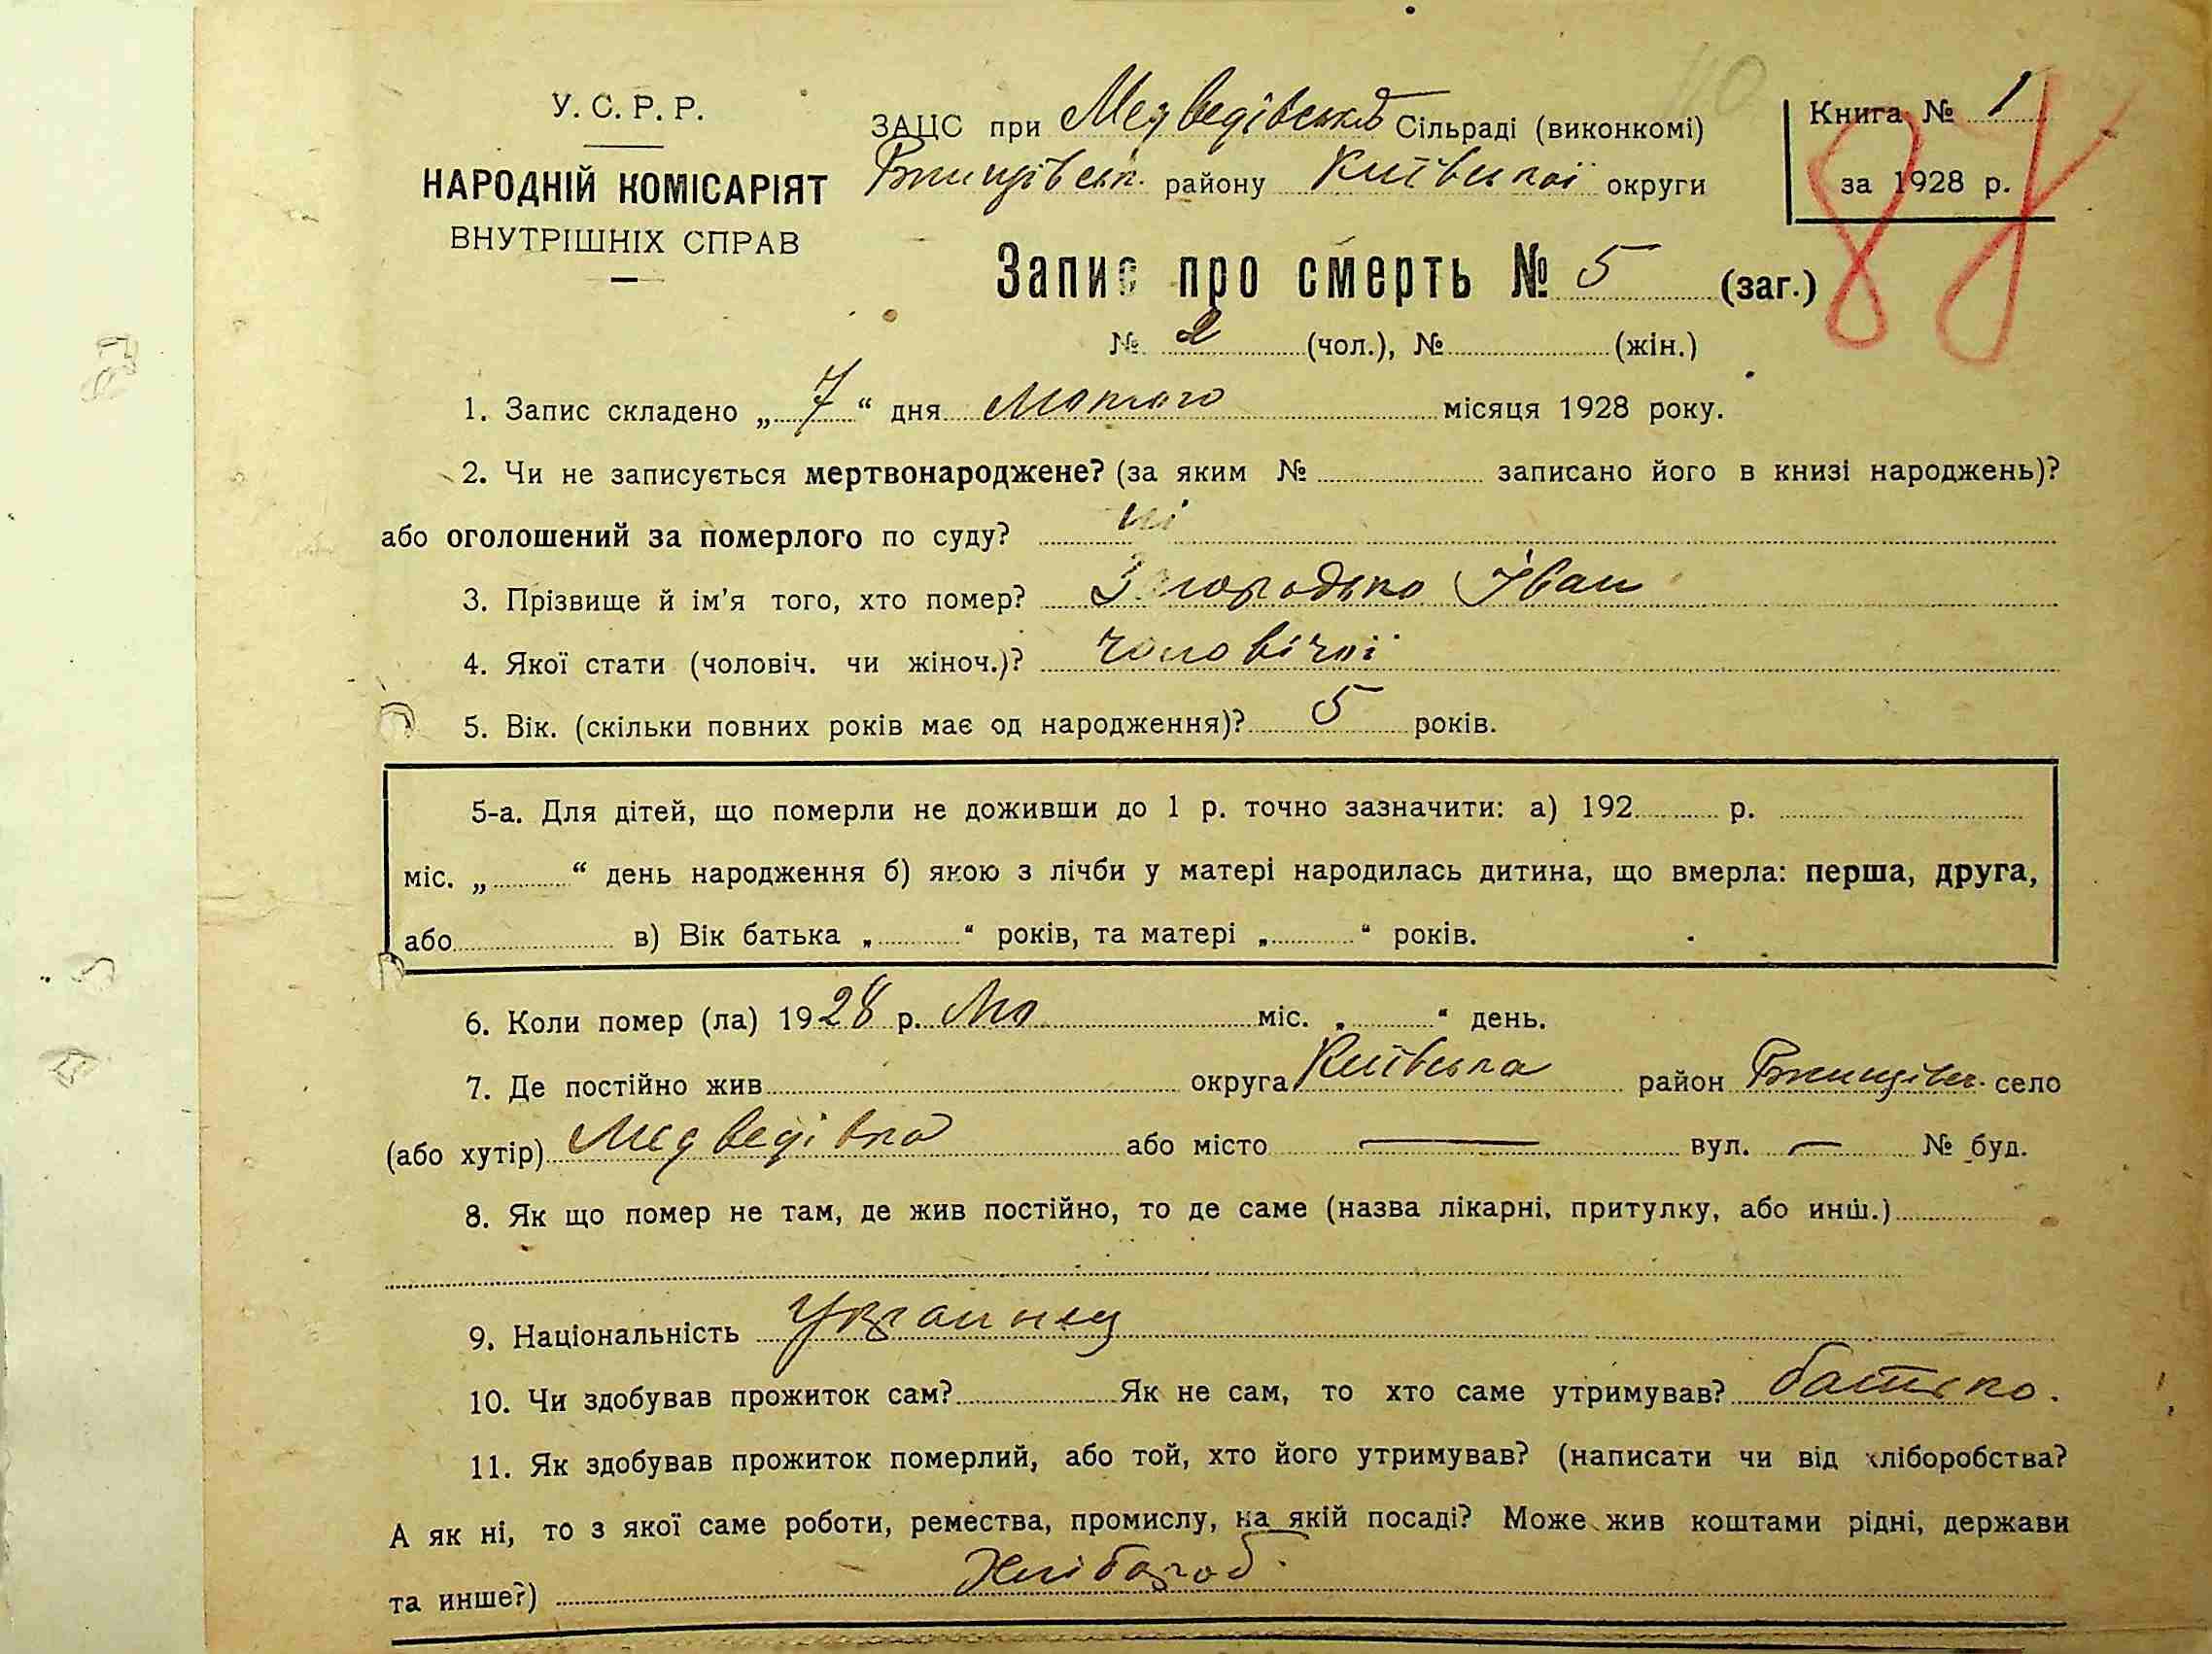 У. С. Р. Р.
НАРОДНІЙ КОМІСАРІЯТ
ВНУТРІШНІХ СПРАВ
ЗАЦС при Медведівській Сільраді (виконкомі)
Ржищівськ. району Київської округи
Книга № 1
за 1928 р.
Запис про смерть № 5 (заг.)
№ 2 (чол.), № (жін.)
1. Запис складено „ 7 “ дня Лютого місяця 1928 року.
2. Чи не записується мертвонароджене? (за яким № записано його в книзі народжень)?
або оголошений за померлого по суду? ні
3. Прізвище й ім’я того, хто помер? Загородько Іван
4. Якої стати (чоловіч. чи жіноч.)? чоловічої
5. Вік. (скільки повних років має од народження)? 5 років.
5-а. Для дітей, що померли не доживши до 1 р. точно зазначити: а) 192 р.
міс. „ “ день народження б) якою з лічби у матері народилась дитина, що вмерла: перша, друга,
або в) Вік батька „ “ років, та матері „ “ років.
6. Коли помер (ла) 1928 р. Лю міс. „ “ день.
7. Де постійно жив округа Київська район Ржищівськ. село
(або хутір) Медведівка або місто — вул. — № буд.
8. Як що помер не там, де жив постійно, то де саме (назва лікарні, притулку, або инш.)
9. Національність Українец
10. Чи здобував прожиток сам? Як не сам, то хто саме утримував? батько.
11. Як здобував прожиток померлий, або той, хто його утримував? (написати чи від хліборобства?
А як ні, то з якої саме роботи, ремества, промислу, на якій посаді? Може жив коштами рідні, держави
та инше?) Хлібороб.